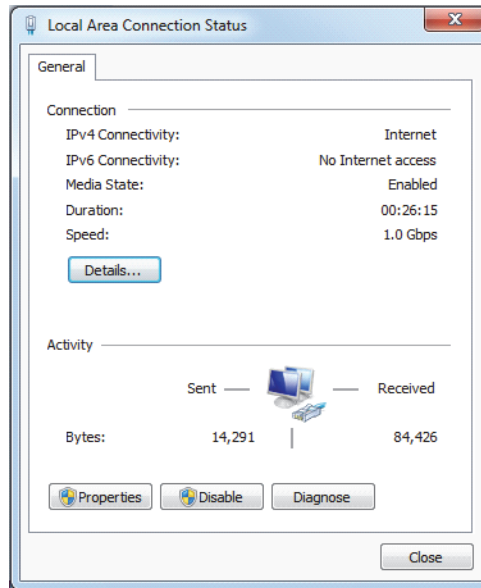 Local Area Connection Status
General
Connection
IPv4 Connectivity: Internet
IPv6 Connectivity: No Internet access
Media State: Enabled
Duration: 00:26:15
Speed: 1.0 Gbps
Details...
Activity
Sent Received
Bytes: 14,291 84,426
Properties Disable Diagnose
Close